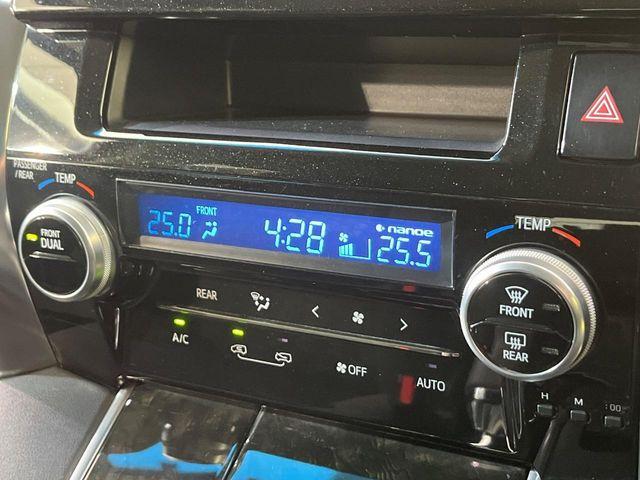 PASSENGER
/REAR
TEMP
FRONT
DUAL
25.0
FRONT
4:28
nanoe
25.5
TEMP
FRONT
REAR
REAR
A/C
OFF
AUTO
H
M
:00